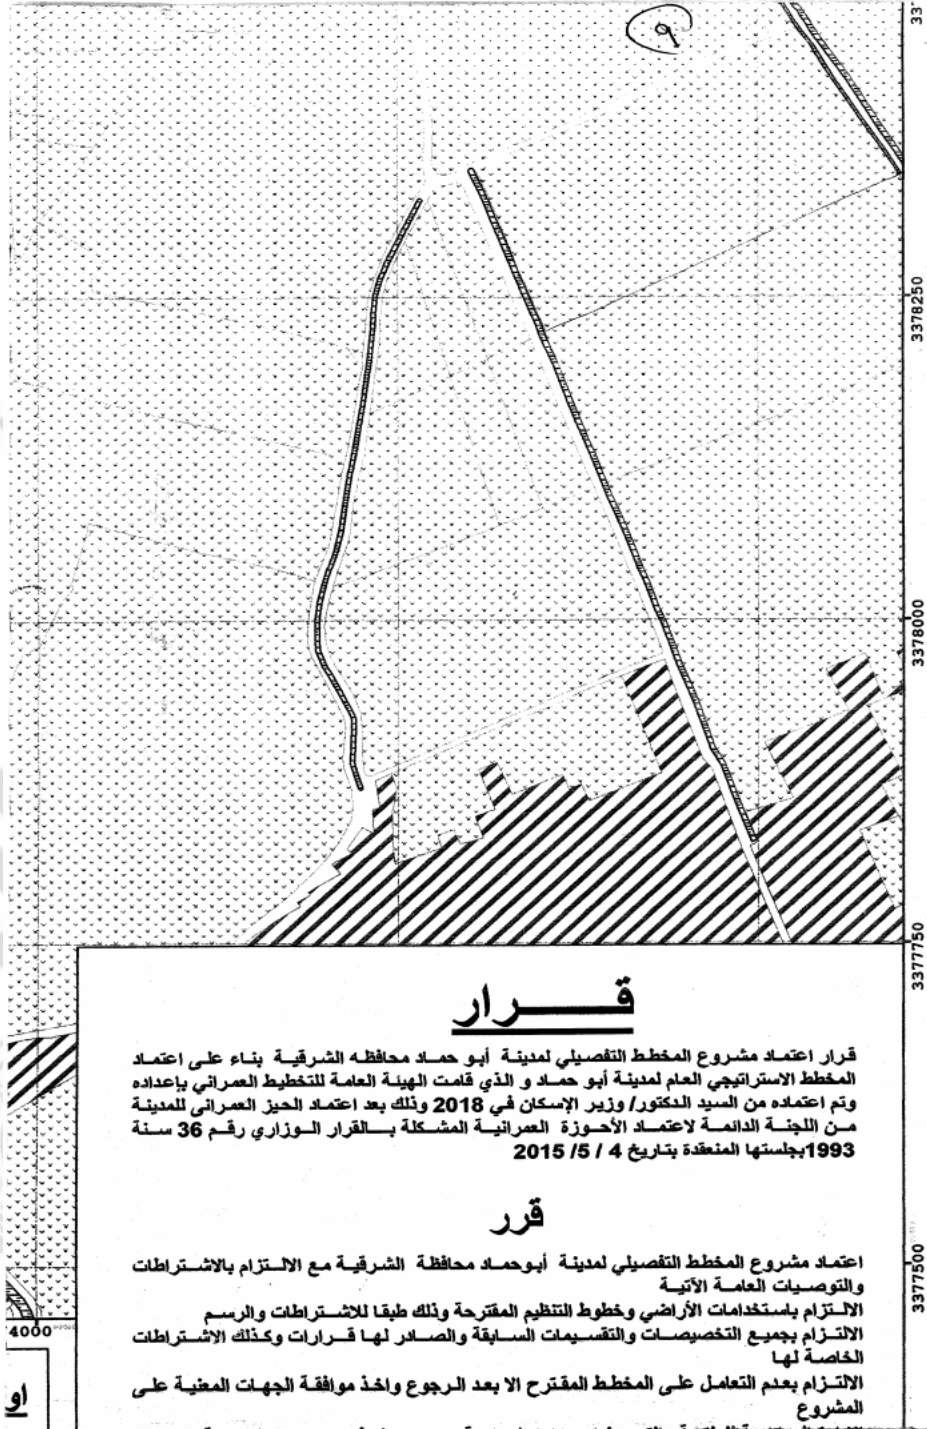 ٩
337
3378250
3378000
3377750
قـــــرار
قرار اعتماد مشروع المخطط التفصيلي لمدينة أبو حماد محافظه الشرقية بناء على اعتماد
المخطط الاستراتيجي العام لمدينة أبو حماد و الذي قامت الهيئة العامة للتخطيط العمراني بإعداده
وتم اعتماده من السيد الدكتور/ وزير الإسكان في 2018 وذلك بعد اعتماد الحيز العمرانى للمدينة
من اللجنة الدائمة لاعتماد الأحوزة العمرانية المشكلة بالقرار الوزاري رقم 36 سنة
1993بجلستها المنعقدة بتاريخ 4 / 5/ 2015
قرر
اعتماد مشروع المخطط التفصيلي لمدينة أبوحماد محافظة الشرقية مع الالتزام بالاشتراطات
والتوصيات العامة الآتية
الالتزام باستخدامات الأراضي وخطوط التنظيم المقترحة وذلك طبقا للاشتراطات والرسم
الالتزام بجميع التخصيصات والتقسيمات السابقة والصادر لها قرارات وكذلك الاشتراطات
الخاصة لها
الالتزام بعدم التعامل على المخطط المقترح الا بعد الرجوع واخذ موافقة الجهات المعنية على
المشروع
3377500
4000
او